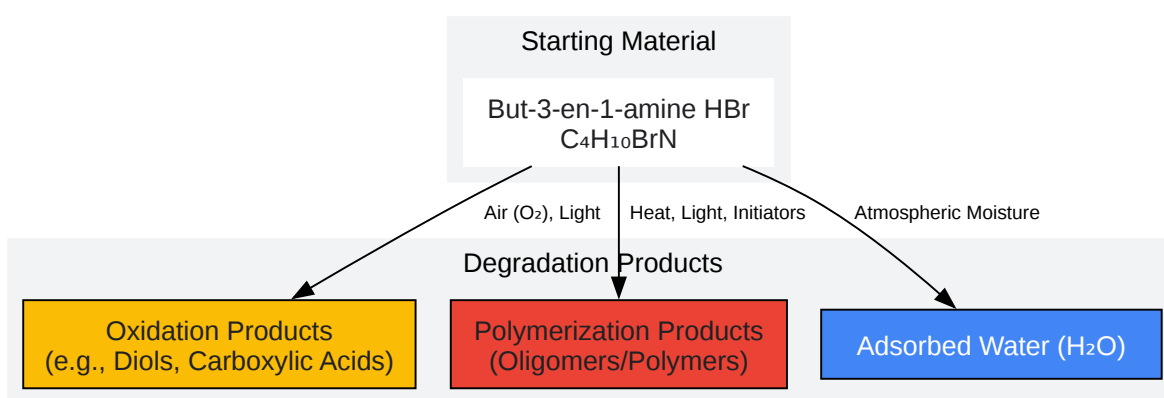 Starting Material
But-3-en-1-amine HBr
C₄H₁₀BrN
Air (O₂), Light
Heat, Light, Initiators
Atmospheric Moisture
Degradation Products
Oxidation Products
(e.g., Diols, Carboxylic Acids)
Polymerization Products
(Oligomers/Polymers)
Adsorbed Water (H₂O)